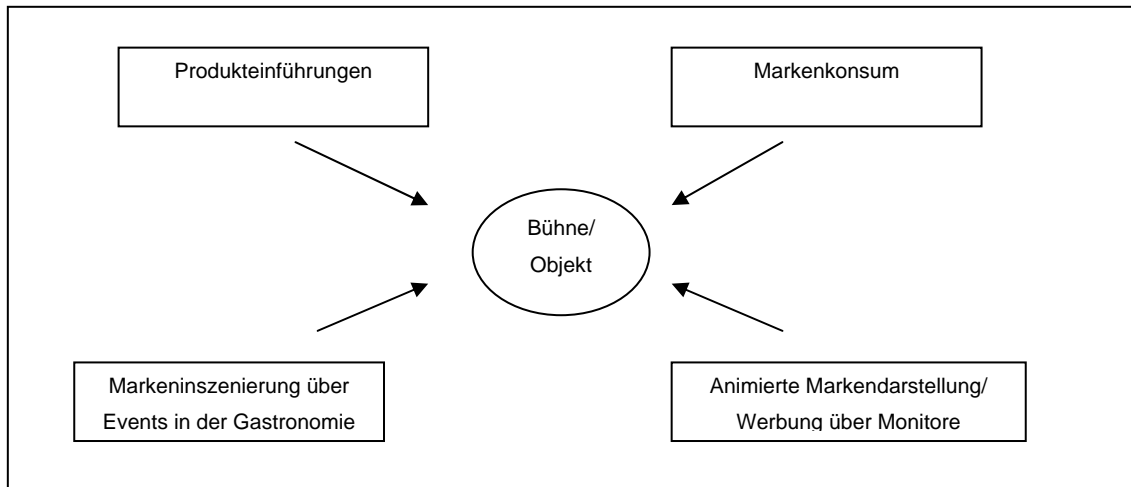 Produkteinführungen
Markenkonsum
Bühne/
Objekt
Markeninszenierung über
Events in der Gastronomie
Animierte Markendarstellung/
Werbung über Monitore